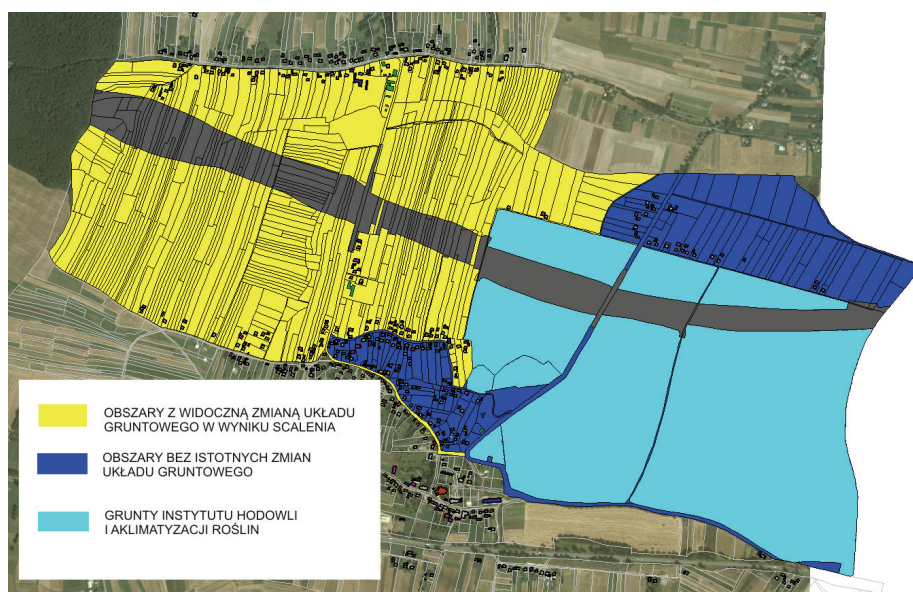 OBSZARY Z WIDOCZNĄ ZMIANĄ UKŁADU
GRUNTOWEGO W WYNIKU SCALENIA
OBSZARY BEZ ISTOTNYCH ZMIAN
UKŁADU GRUNTOWEGO
GRUNTY INSTYTUTU HODOWLI
I AKLIMATYZACJI ROŚLIN